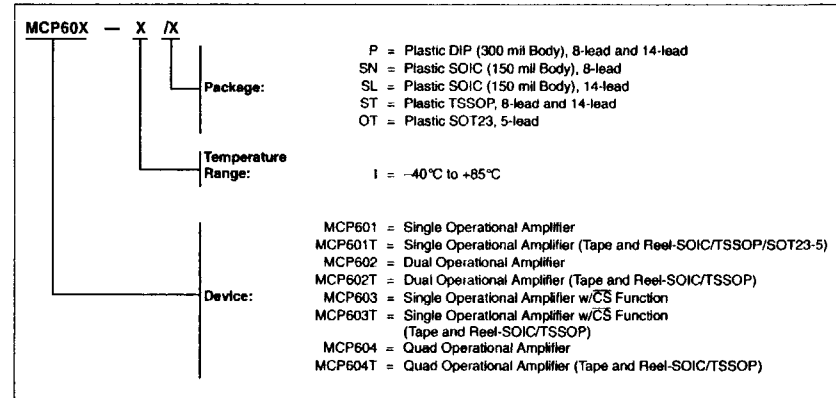 MCP60X — X /X
Package:
P = Plastic DIP (300 mil Body), 8-lead and 14-lead
SN = Plastic SOIC (150 mil Body), 8-lead
SL = Plastic SOIC (150 mil Body), 14-lead
ST = Plastic TSSOP, 8-lead and 14-lead
OT = Plastic SOT23, 5-lead
Temperature
Range:
I = –40°C to +85°C
Device:
MCP601 = Single Operational Amplifier
MCP601T = Single Operational Amplifier (Tape and Reel-SOIC/TSSOP/SOT23-5)
MCP602 = Dual Operational Amplifier
MCP602T = Dual Operational Amplifier (Tape and Reel-SOIC/TSSOP)
MCP603 = Single Operational Amplifier w/C̅S̅ Function
MCP603T = Single Operational Amplifier w/C̅S̅ Function
(Tape and Reel-SOIC/TSSOP)
MCP604 = Quad Operational Amplifier
MCP604T = Quad Operational Amplifier (Tape and Reel-SOIC/TSSOP)